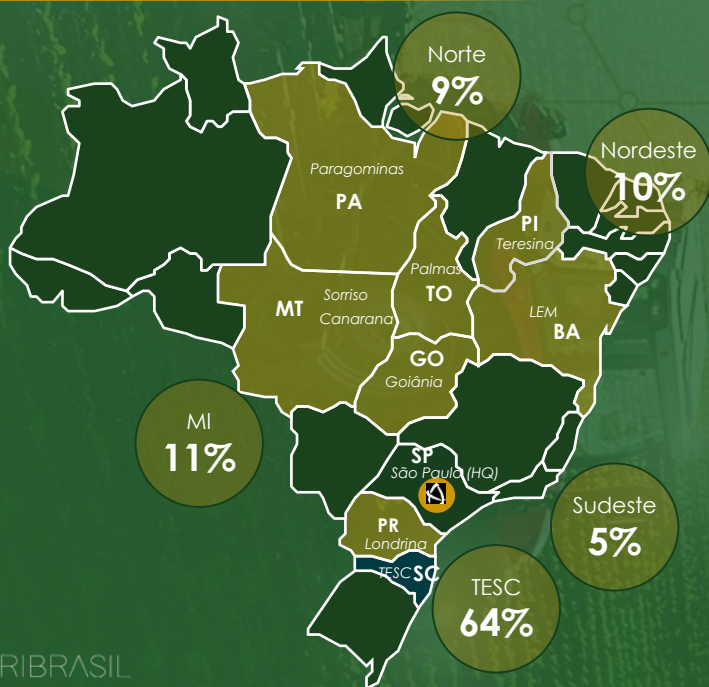 Norte
9%
Nordeste
10%
Paragominas
PA
PI
Teresina
Palmas
TO
MT
Sorriso
Canarana
LEM
BA
GO
Goiânia
MI
11%
SP
São Paulo (HQ)
Sudeste
5%
PR
Londrina
TESC SC
TESC
64%
RIBRASIL